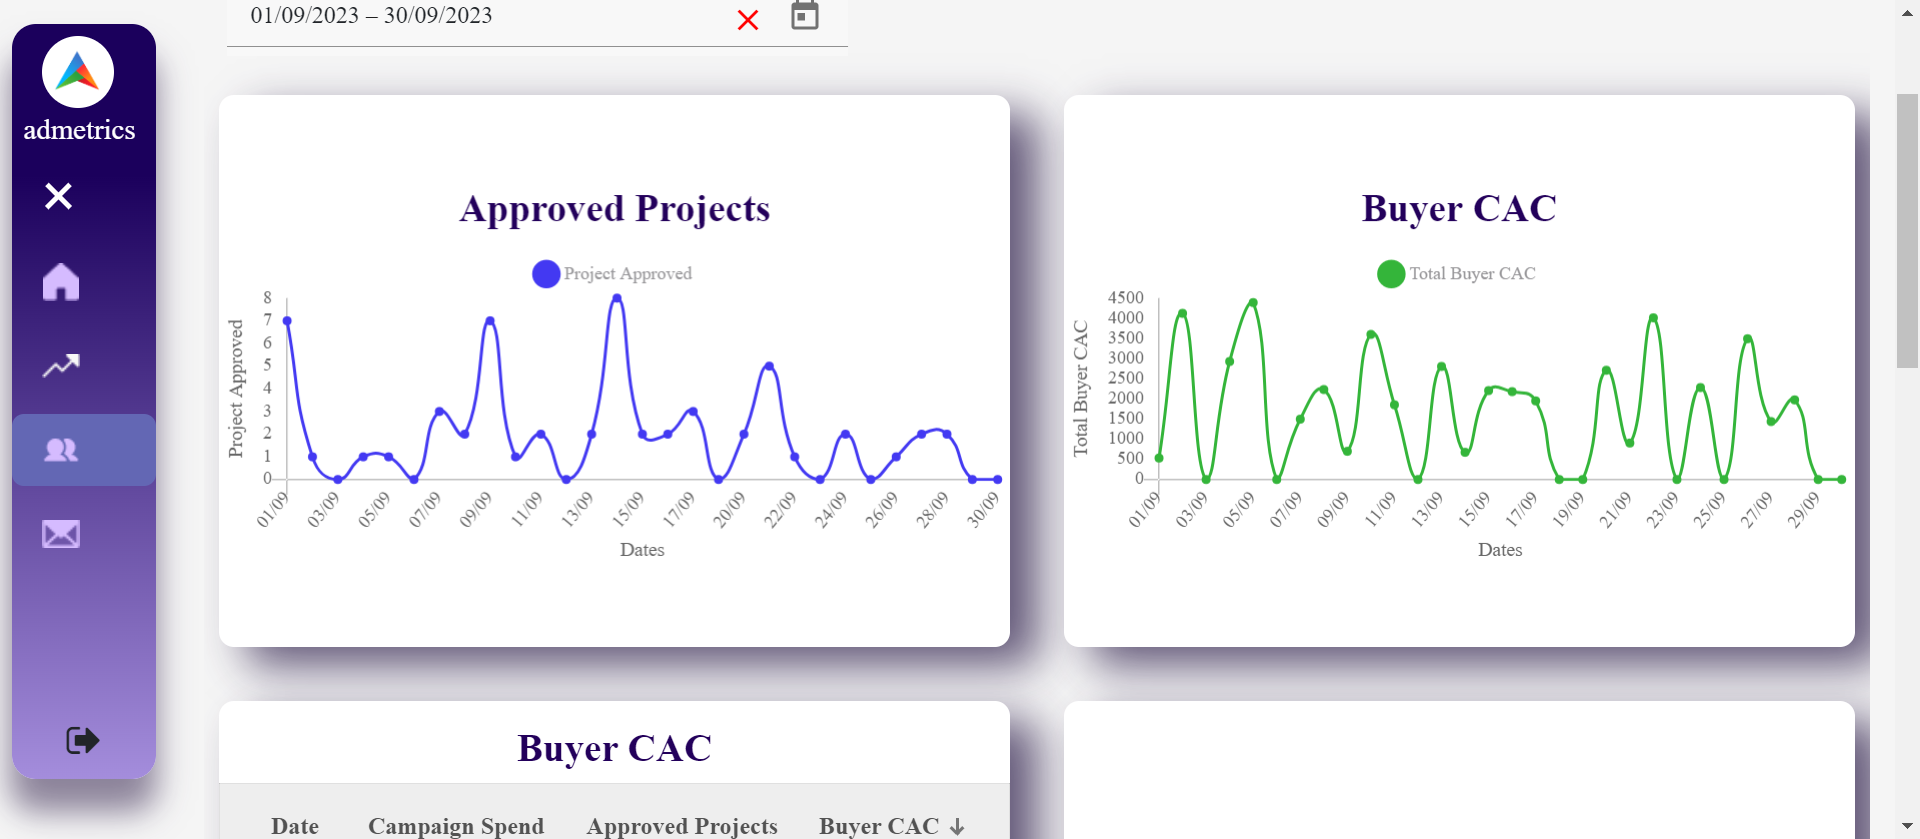 01/09/2023 – 30/09/2023
admetrics
Approved Projects
Project Approved
Project Approved
8
7
6
5
4
3
2
1
0
01/09 03/09 05/09 07/09 09/09 11/09 13/09 15/09 17/09 20/09 22/09 24/09 26/09 28/09 30/09
Dates
Buyer CAC
Total Buyer CAC
Total Buyer CAC
4500
4000
3500
3000
2500
2000
1500
1000
500
0
01/09 03/09 05/09 07/09 09/09 11/09 13/09 15/09 17/09 19/09 21/09 23/09 25/09 27/09 29/09
Dates
Buyer CAC
Date Campaign Spend Approved Projects Buyer CAC